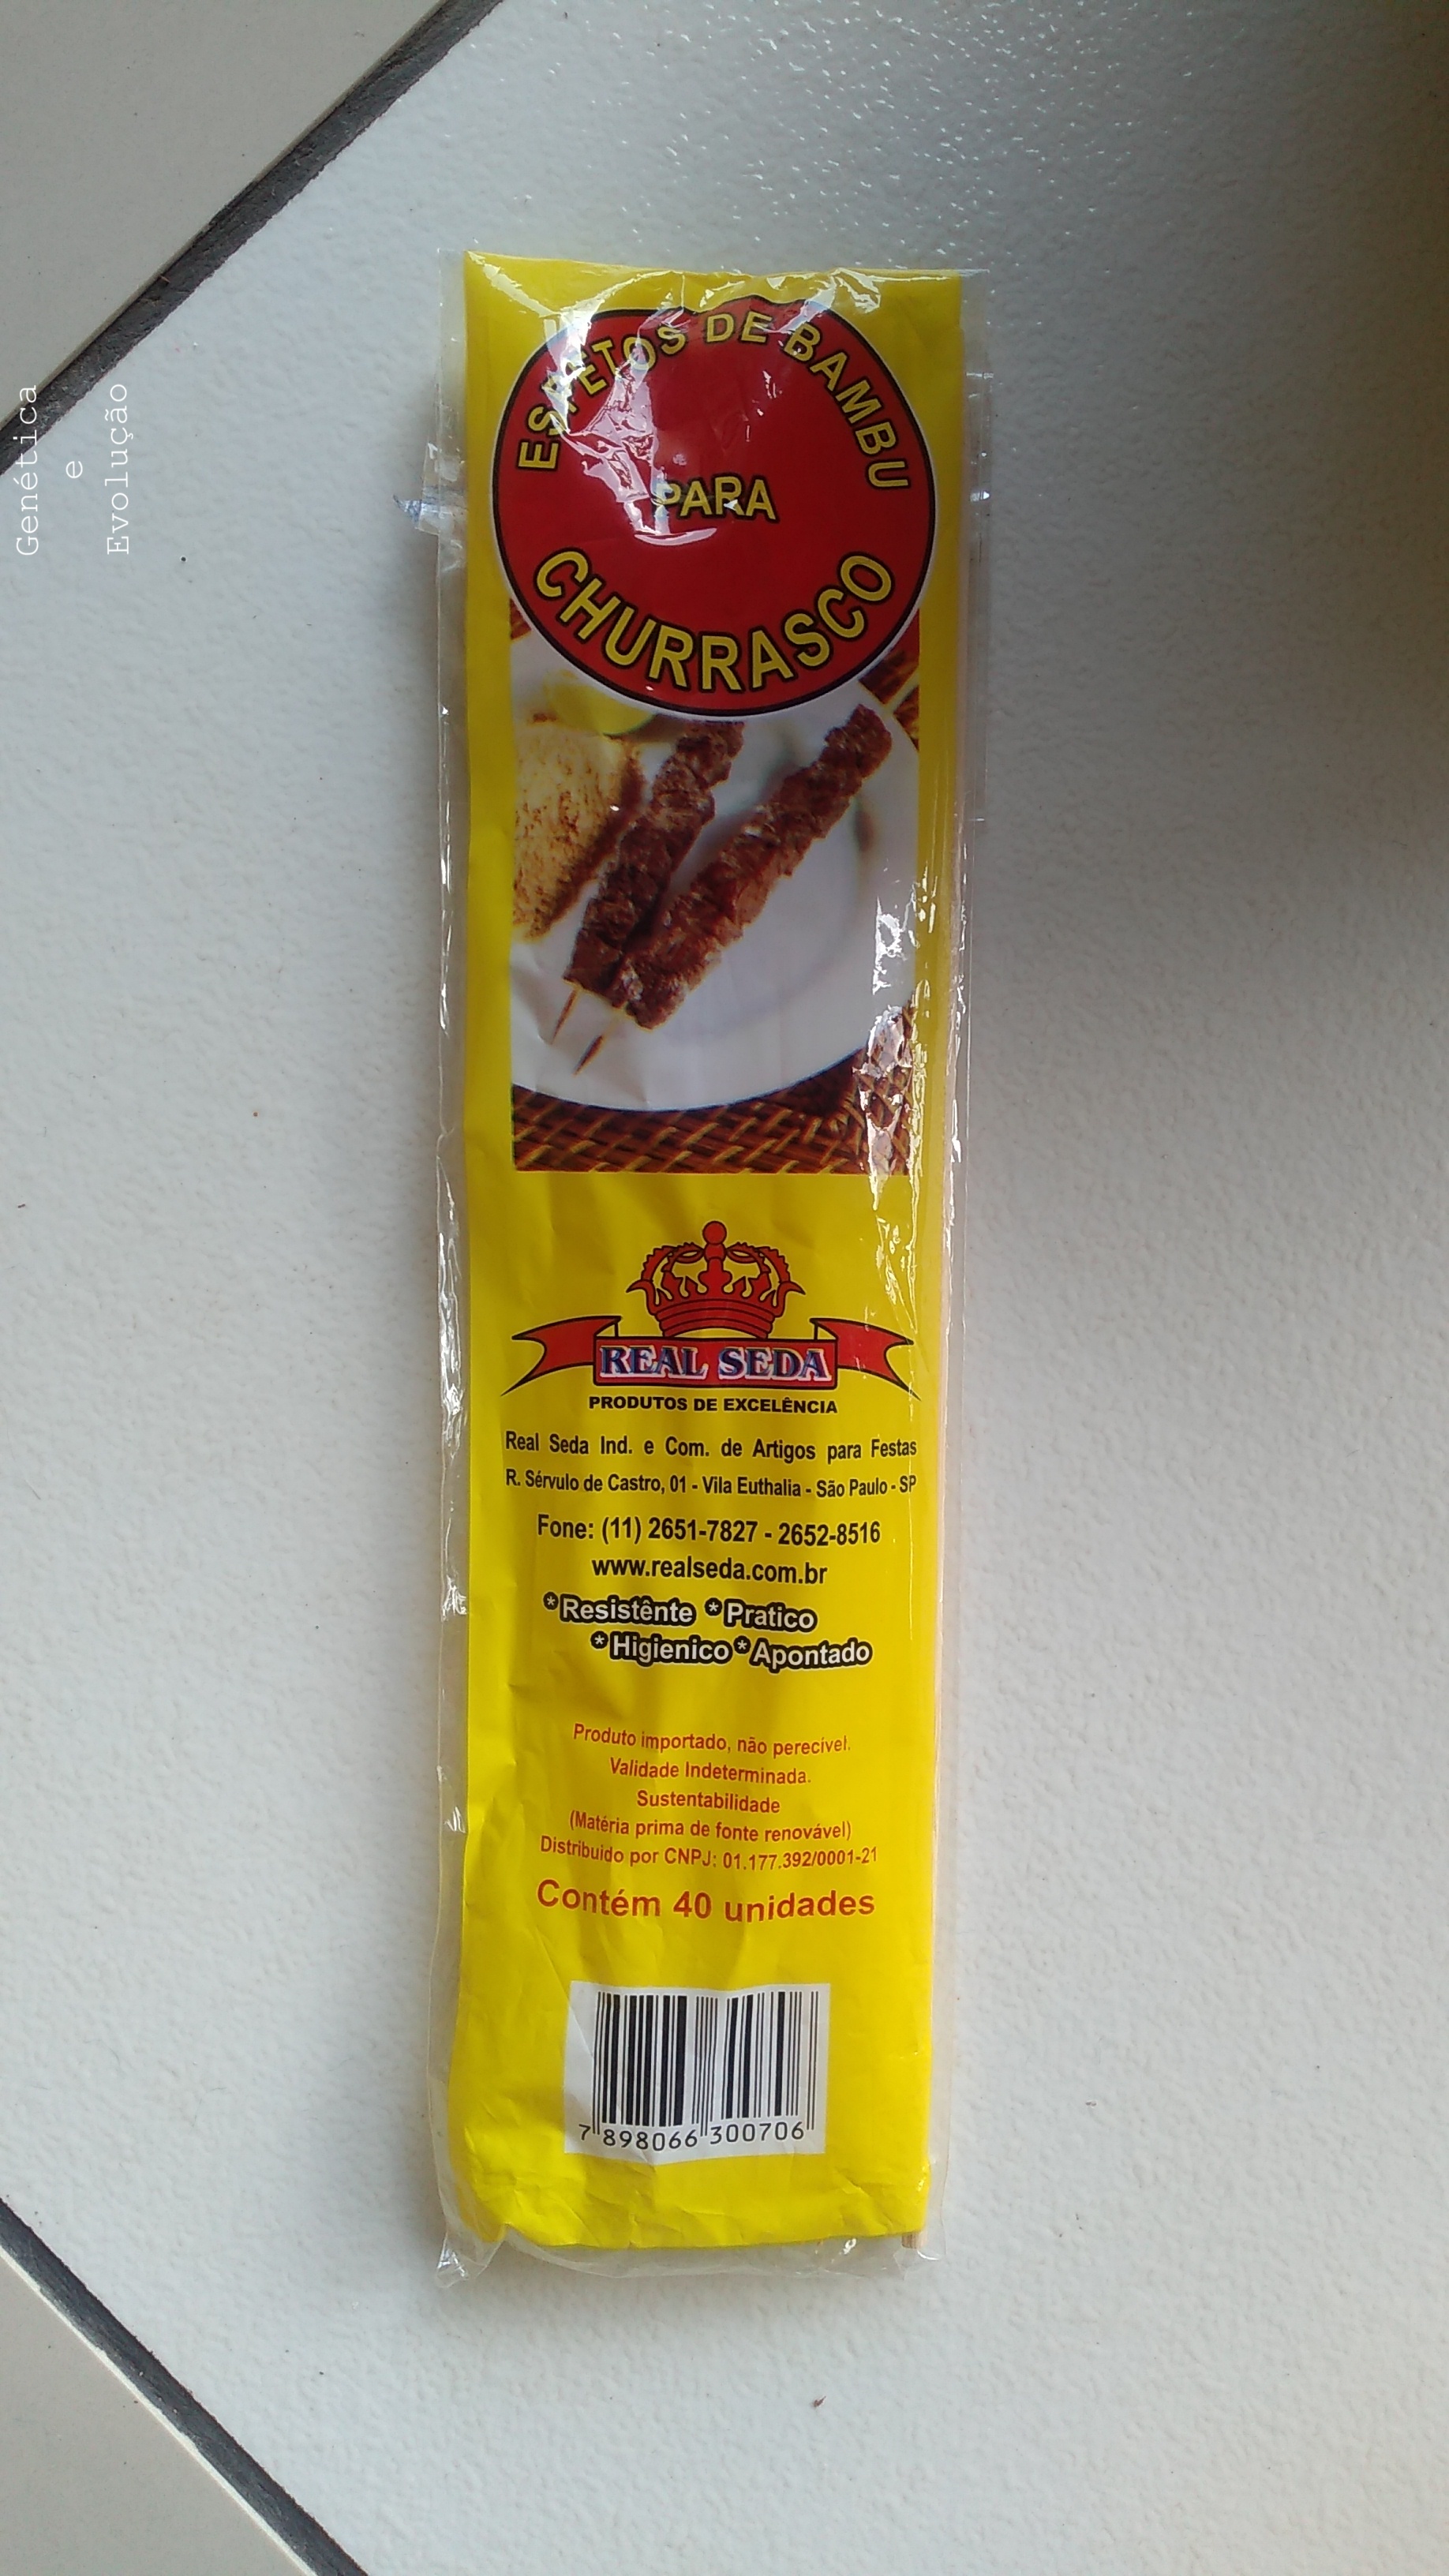 Genética
e
Evolução
ESPETOS DE BAMBU
PARA
CHURRASCO
REAL SEDA
PRODUTOS DE EXCELÊNCIA
Real Seda Ind. e Com. de Artigos para Festas
R. Sérvulo de Castro, 01 - Vila Euthalia - São Paulo - SP
Fone: (11) 2651-7827 - 2652-8516
www.realseda.com.br
*Resistênte *Pratico
*Higienico *Apontado
Produto importado, não perecível.
Validade Indeterminada.
Sustentabilidade
(Matéria prima de fonte renovável)
Distribuido por CNPJ: 01.177.392/0001-21
Contém 40 unidades
7 898066 300706